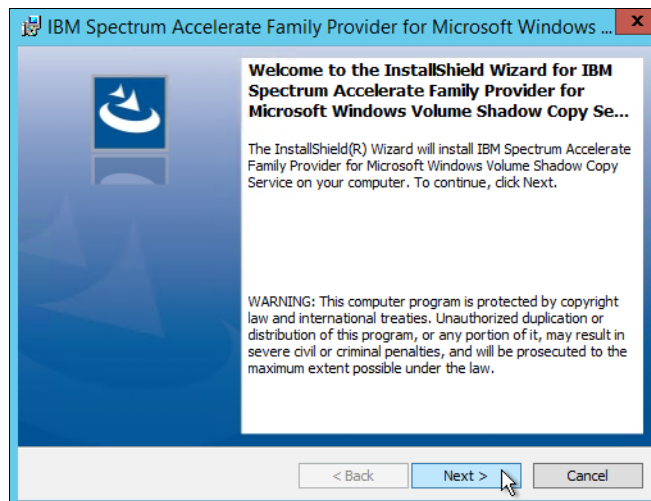 IBM Spectrum Accelerate Family Provider for Microsoft Windows ...
x
Welcome to the InstallShield Wizard for IBM
Spectrum Accelerate Family Provider for
Microsoft Windows Volume Shadow Copy Se...
The InstallShield(R) Wizard will install IBM Spectrum Accelerate
Family Provider for Microsoft Windows Volume Shadow Copy
Service on your computer. To continue, click Next.
WARNING: This computer program is protected by copyright
law and international treaties. Unauthorized duplication or
distribution of this program, or any portion of it, may result in
severe civil or criminal penalties, and will be prosecuted to the
maximum extent possible under the law.
< Back Next > Cancel